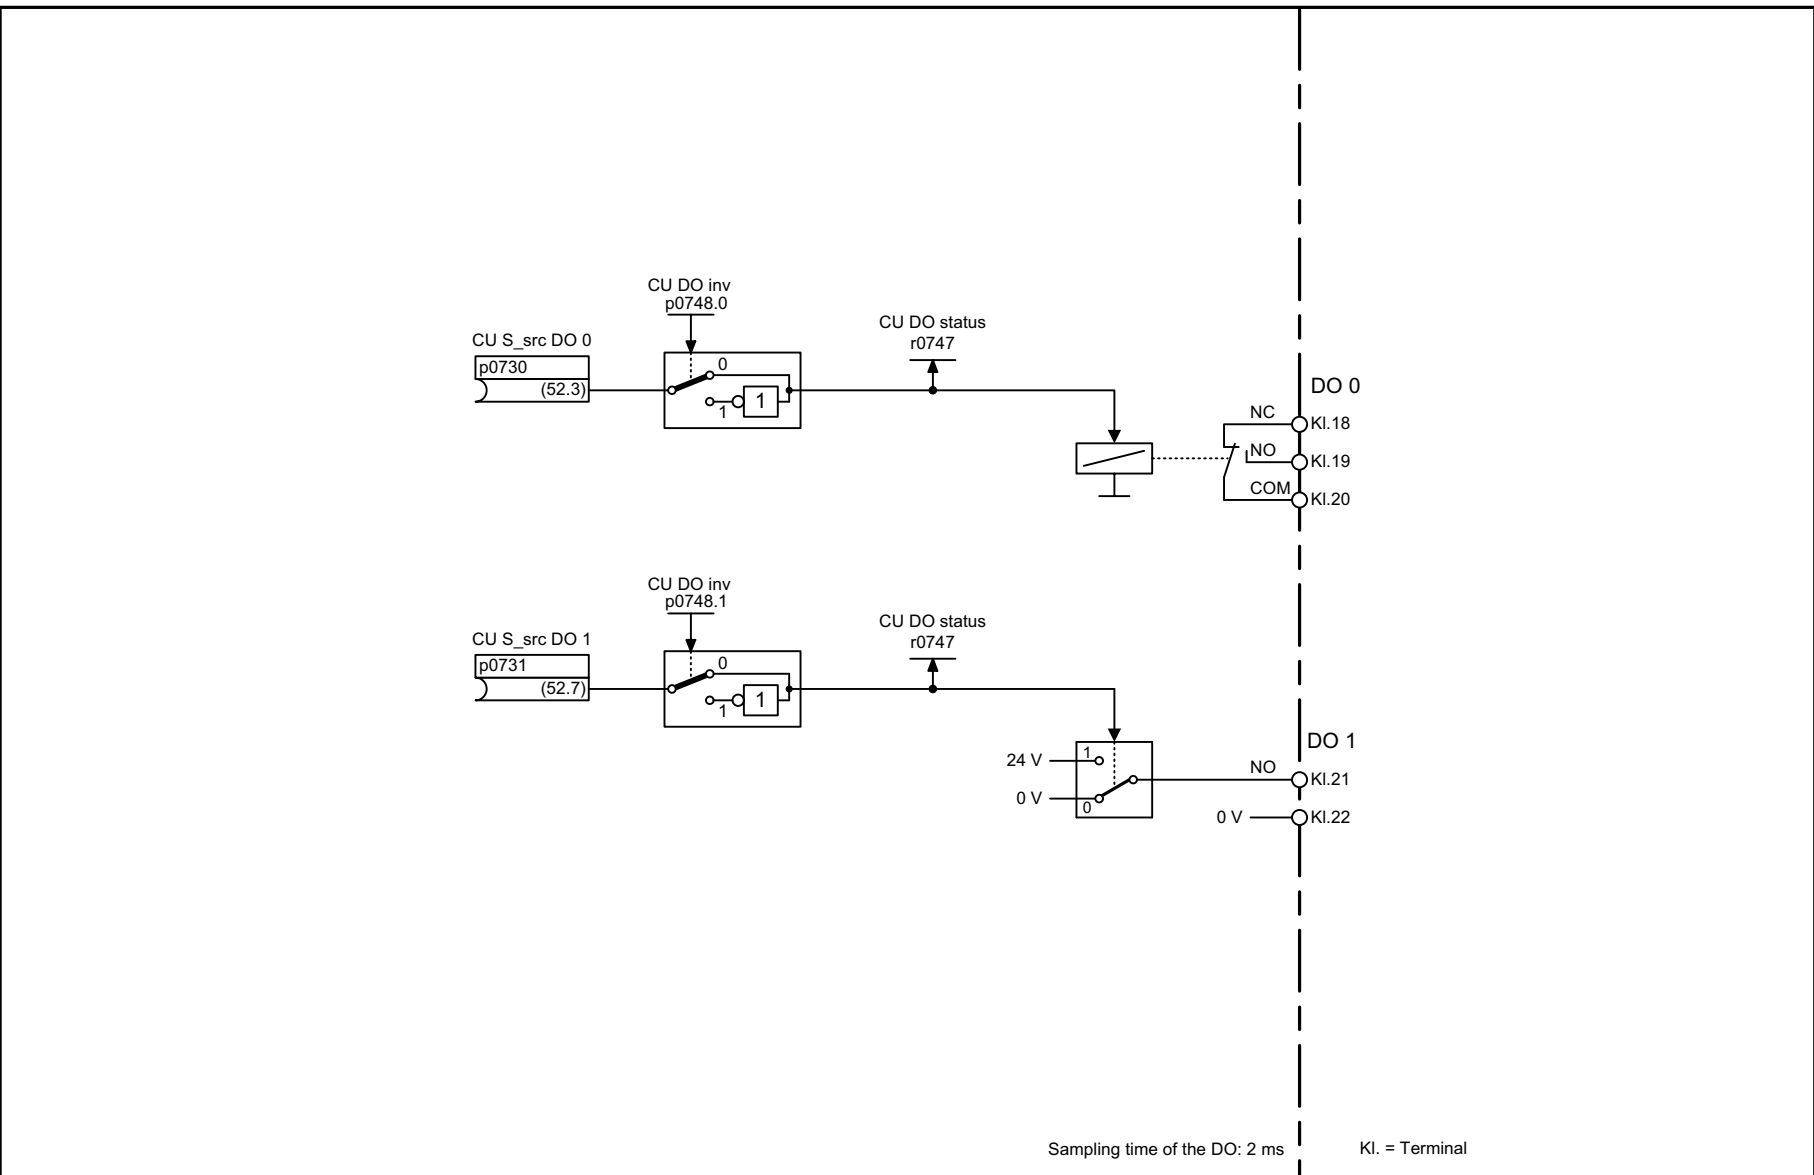 CU DO inv
p0748.0
CU S_src DO 0
p0730
(52.3)
0
1
1
CU DO status
r0747
DO 0
NC
Kl.18
NO
Kl.19
COM
Kl.20
CU DO inv
p0748.1
CU S_src DO 1
p0731
(52.7)
0
1
1
CU DO status
r0747
DO 1
24 V
1
0 V
0
NO
Kl.21
0 V
Kl.22
Sampling time of the DO: 2 ms
Kl. = Terminal